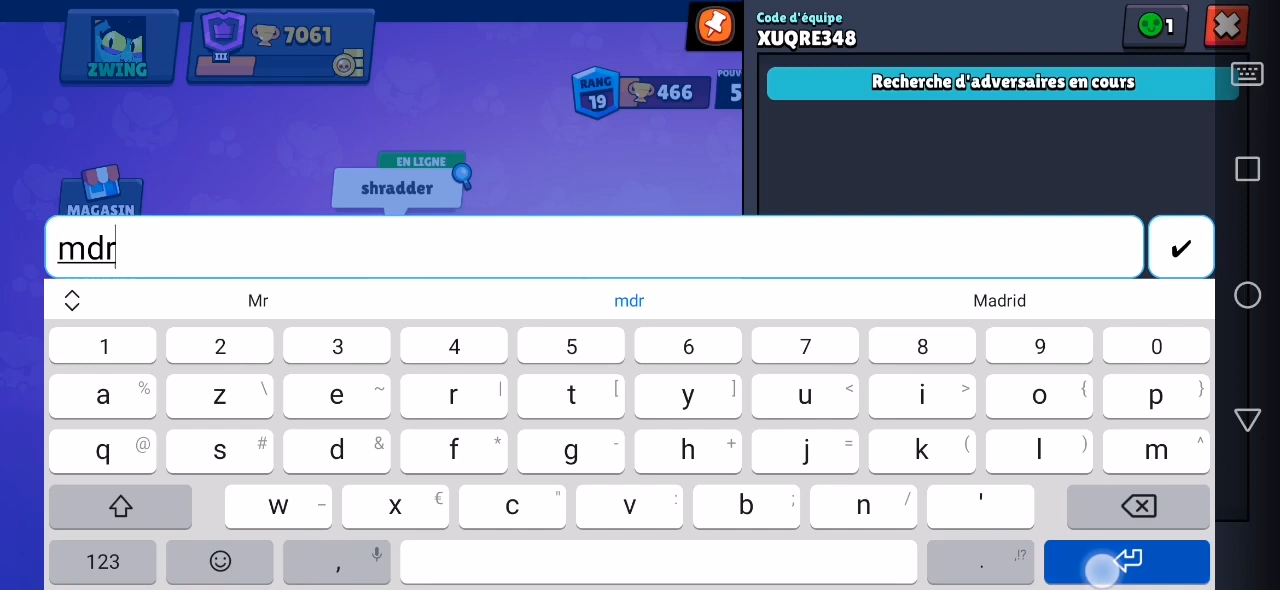 ZWING
III
7061
Code d'équipe
XUQRE348
1
Recherche d'adversaires en cours
RANG
19
466
POUV
5
EN LIGNE
shradder
MAGASIN
mdr
Mr mdr Madrid
1 2 3 4 5 6 7 8 9 0
a % z \ e ~ r | t [ y ] u < i > o { p }
q @ s # d & f * g - h + j = k ( l ) m ^
w _ x € c " v : b ; n / '
123 , . ,!?